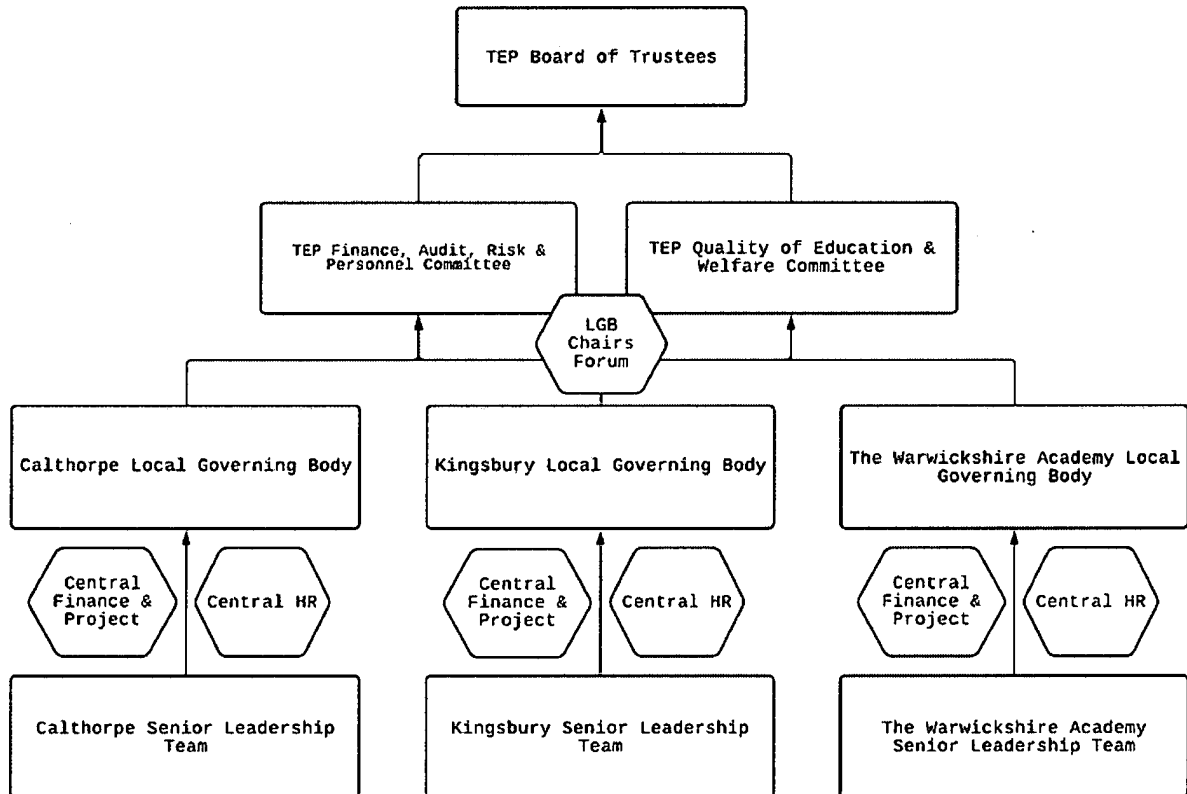 TEP Board of Trustees
TEP Finance, Audit, Risk &
Personnel Committee
TEP Quality of Education &
Welfare Committee
LGB
Chairs
Forum
Calthorpe Local Governing Body
Kingsbury Local Governing Body
The Warwickshire Academy Local
Governing Body
Central
Finance &
Project
Central HR
Central
Finance &
Project
Central HR
Central
Finance &
Project
Central HR
Calthorpe Senior Leadership
Team
Kingsbury Senior Leadership
Team
The Warwickshire Academy
Senior Leadership Team